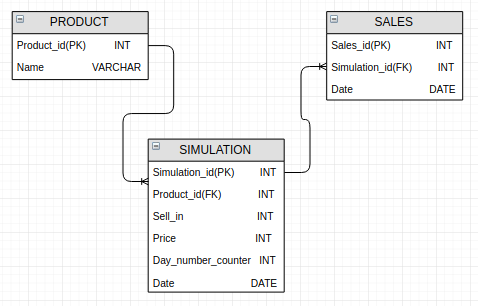 PRODUCT
Product_id(PK) INT
Name VARCHAR
SALES
Sales_id(PK) INT
Simulation_id(FK) INT
Date DATE
SIMULATION
Simulation_id(PK) INT
Product_id(FK) INT
Sell_in INT
Price INT
Day_number_counter INT
Date DATE